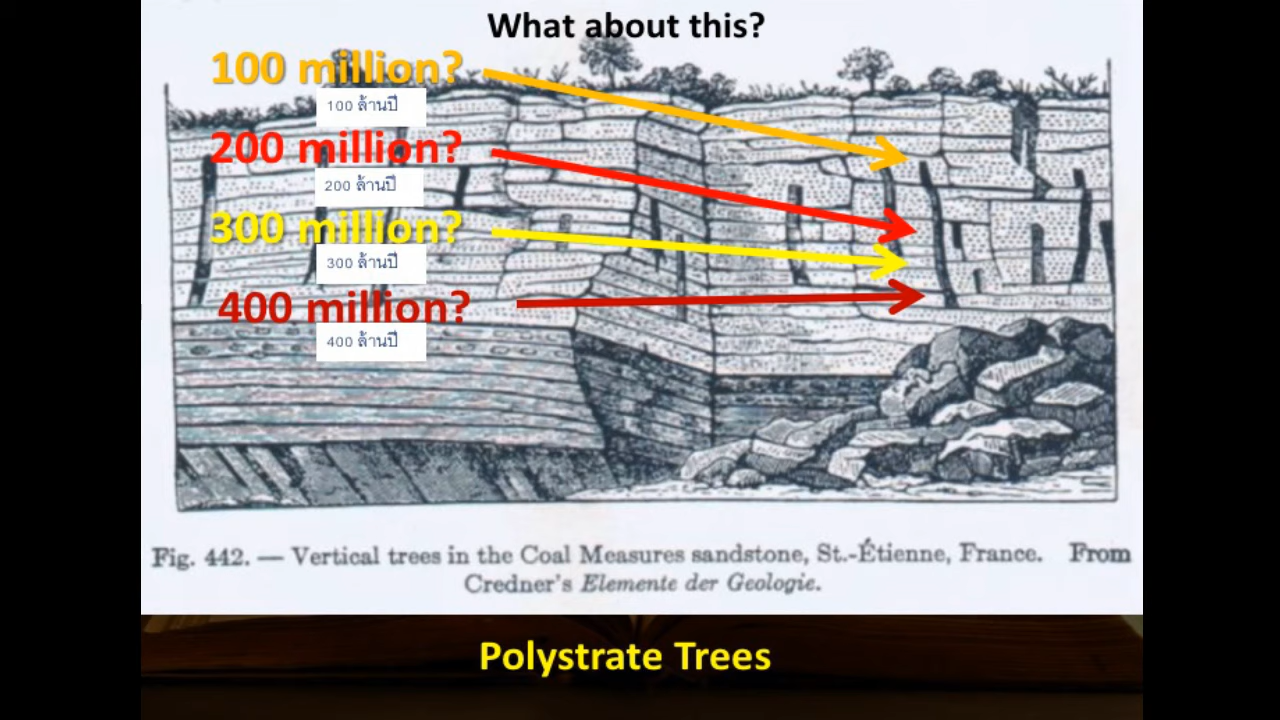 What about this?
100 million?
100 ล้านปี
200 million?
200 ล้านปี
300 million?
300 ล้านปี
400 million?
400 ล้านปี
Fig. 442. — Vertical trees in the Coal Measures sandstone, St.-Étienne, France. From
Credner's Elemente der Geologie.
Polystrate Trees